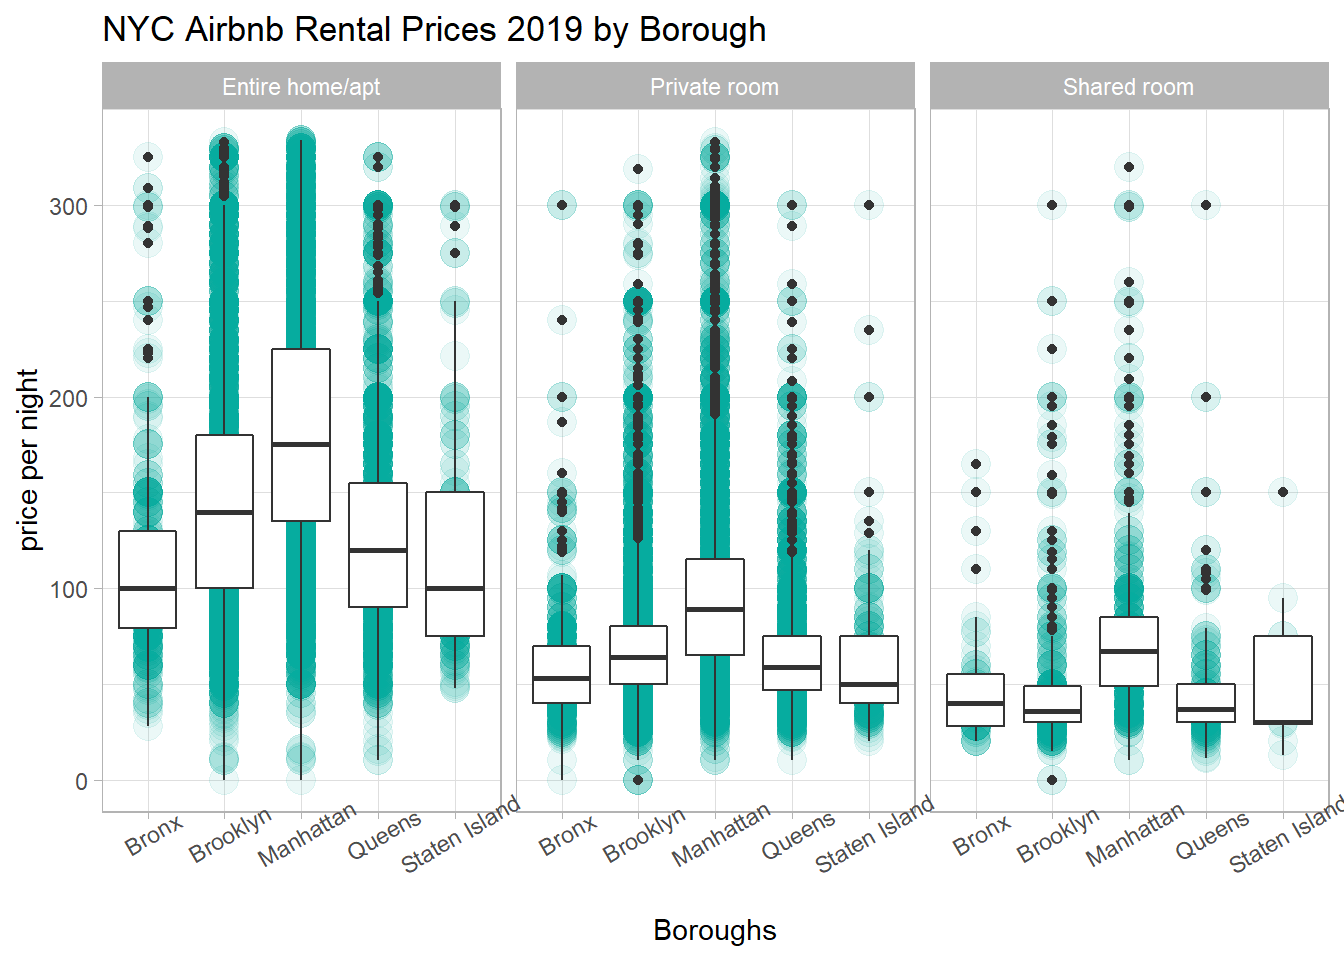 NYC Airbnb Rental Prices 2019 by Borough
Entire home/apt Private room Shared room
price per night
300
200
100
0
Bronx Brooklyn Manhattan Queens Staten Island Bronx Brooklyn Manhattan Queens Staten Island Bronx Brooklyn Manhattan Queens Staten Island
Boroughs